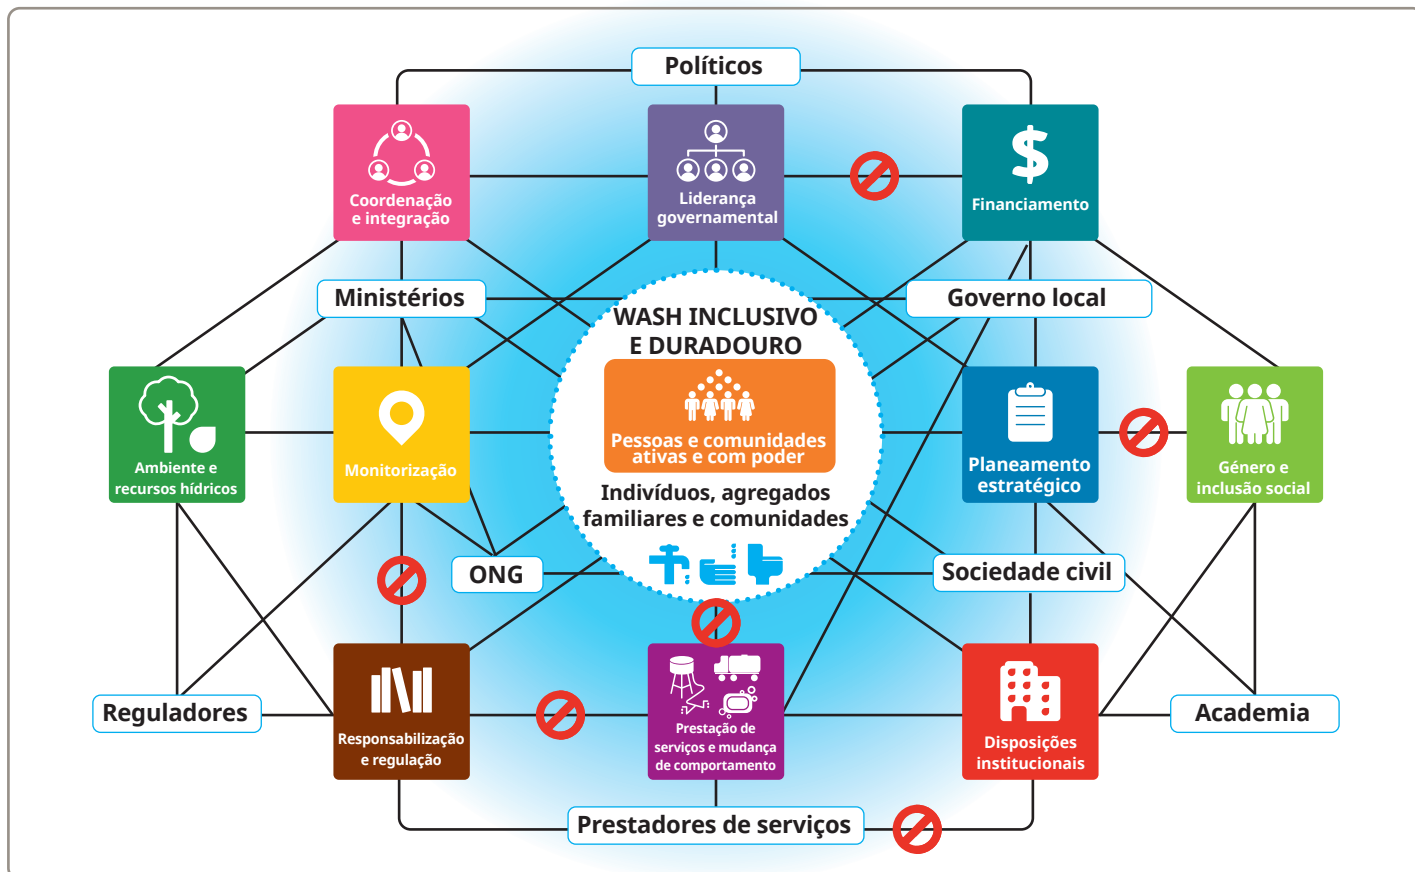 Políticos
Coordenação
e integração
Liderança
governamental
$
Financiamento
Ministérios
Governo local
WASH INCLUSIVO
E DURADOURO
Pessoas e comunidades
ativas e com poder
Indivíduos, agregados
familiares e comunidades
Ambiente e
recursos hídricos
Monitorização
Planeamento
estratégico
Género e
inclusão social
ONG
Sociedade civil
Reguladores
Responsabilização
e regulação
Prestação de
serviços e mudança
de comportamento
Disposições
institucionais
Academia
Prestadores de serviços